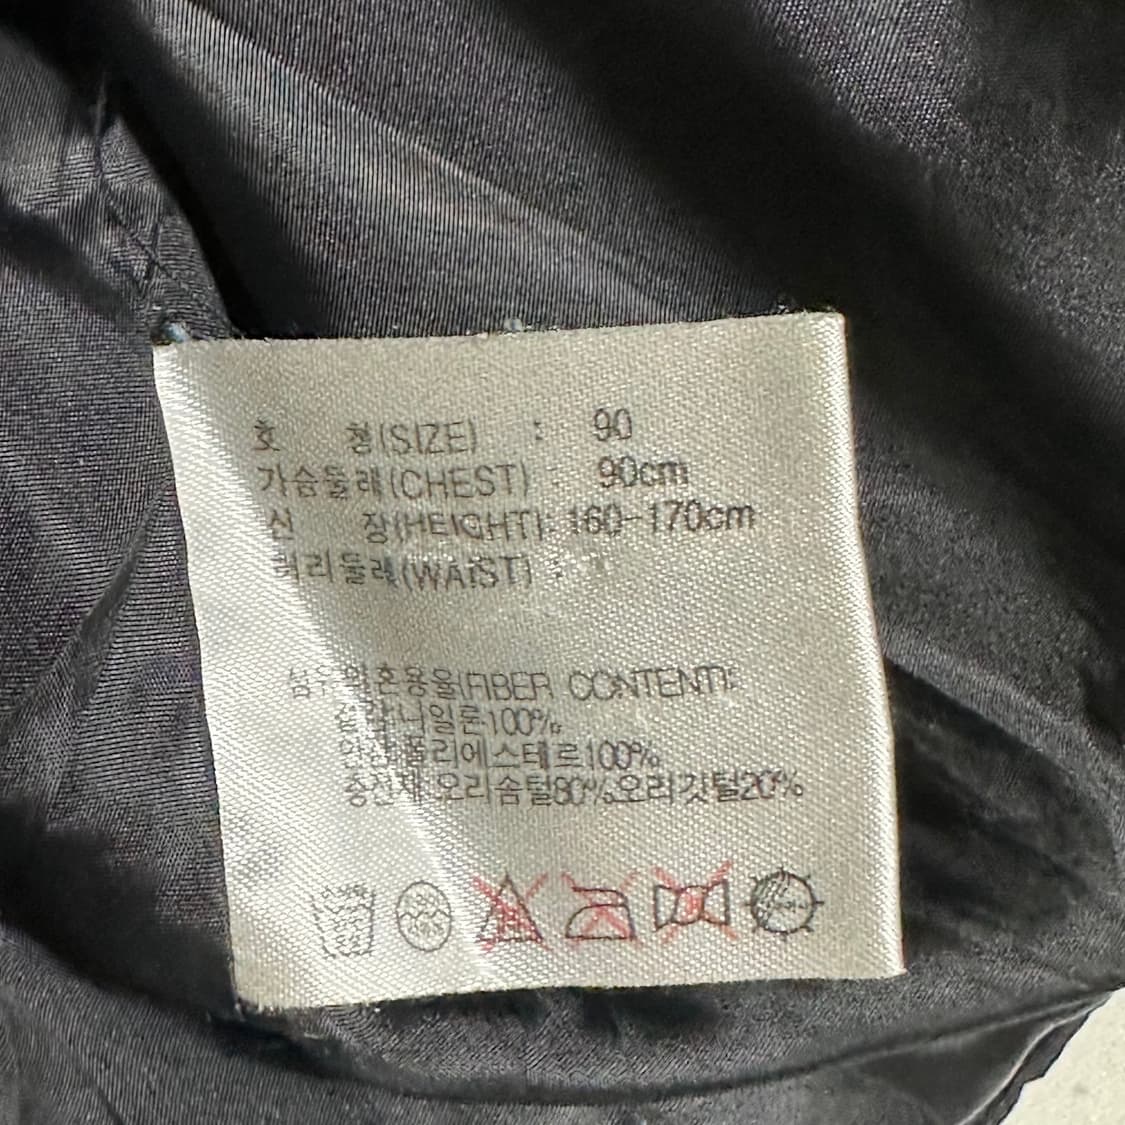 호 칭(SIZE) : 90
가슴둘레(CHEST) : 90cm
신 장(HEIGHT): 160-170cm
허리둘레(WAIST) :
섬유의혼용율(FIBER CONTENT):
겉감 나일론100%
안감 폴리에스테르100%
충전재 오리솜털80%오리깃털20%